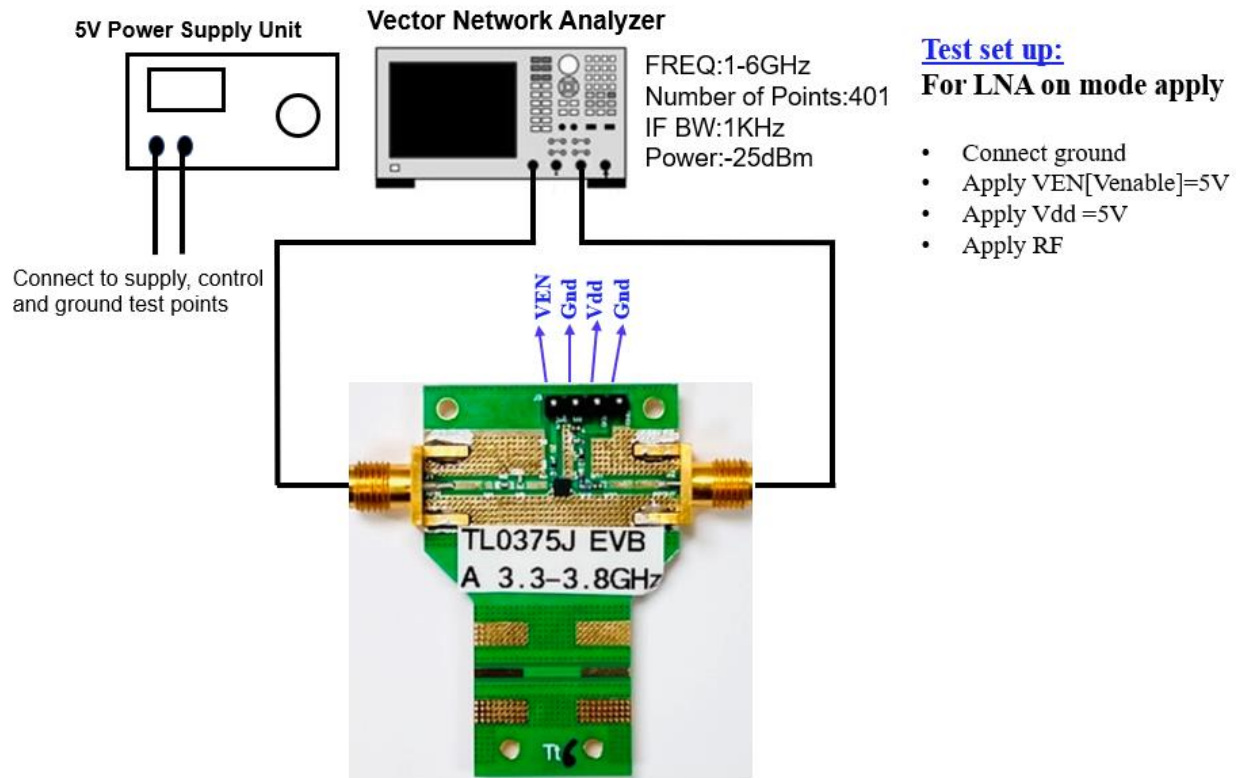 5V Power Supply Unit
Vector Network Analyzer
FREQ:1-6GHz
Number of Points:401
IF BW:1KHz
Power:-25dBm
Test set up:
For LNA on mode apply
• Connect ground
• Apply VEN[Venable]=5V
• Apply Vdd =5V
• Apply RF
Connect to supply, control
and ground test points
VEN
Gnd
Vdd
Gnd
TL0375J EVB
A 3.3-3.8GHz
Tt6